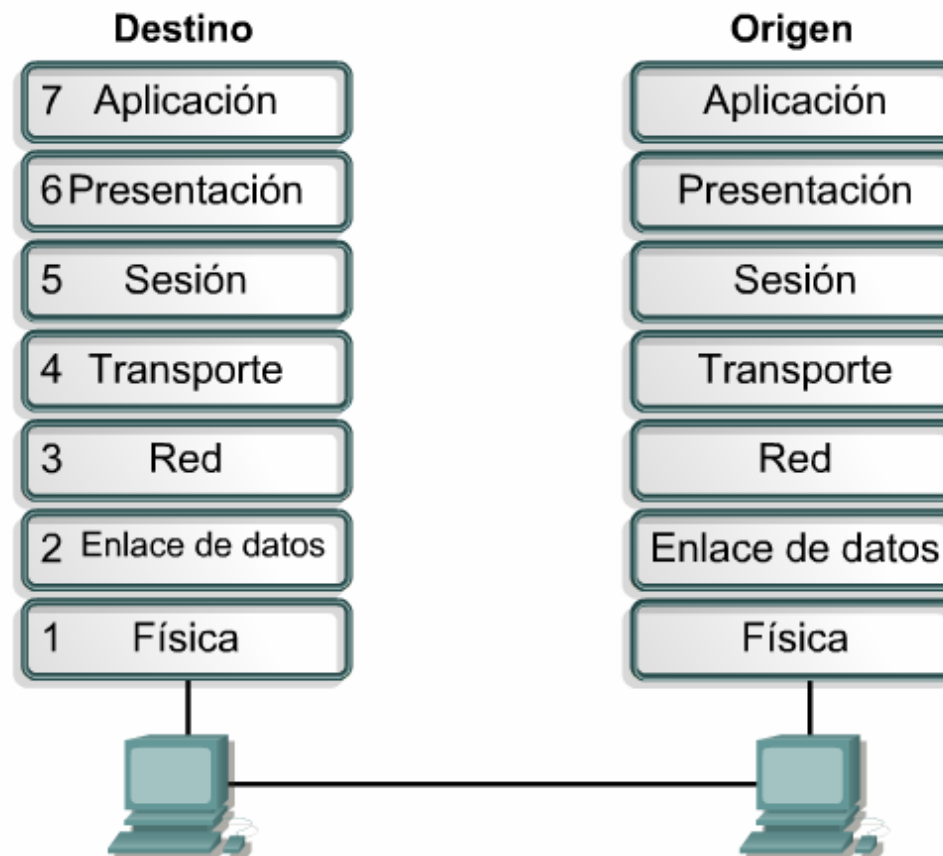 Destino
7 Aplicación
6 Presentación
5 Sesión
4 Transporte
3 Red
2 Enlace de datos
1 Física
Origen
Aplicación
Presentación
Sesión
Transporte
Red
Enlace de datos
Física